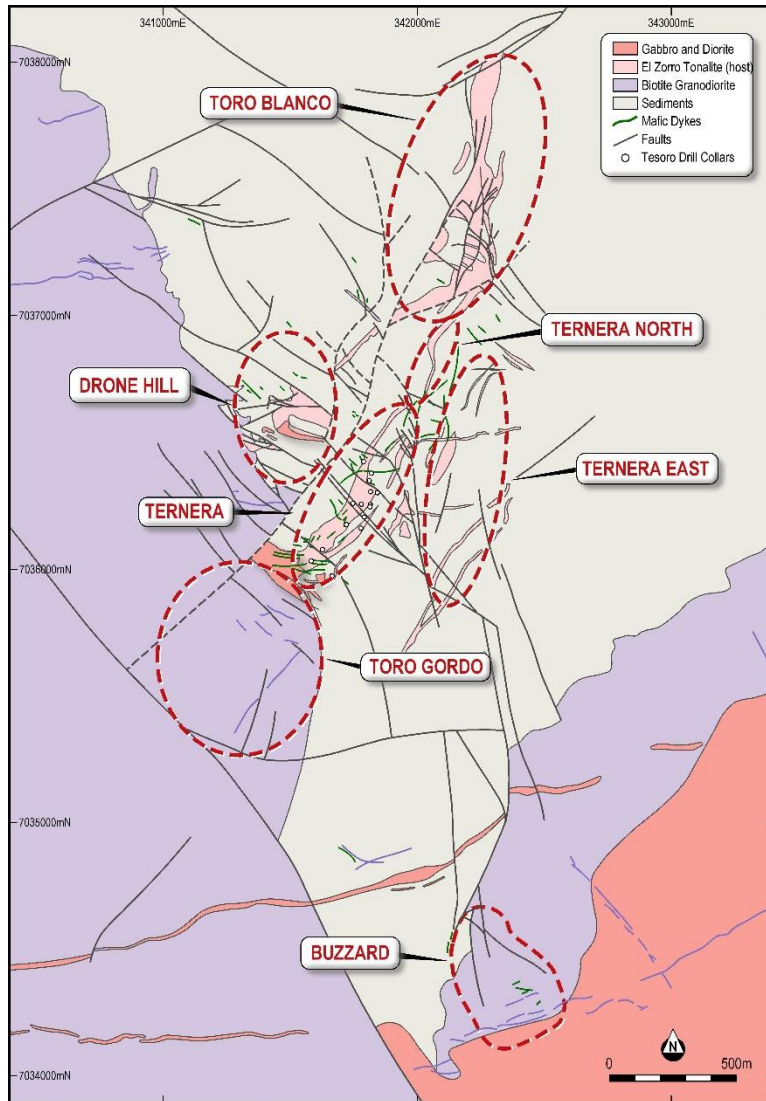 341000mE
342000mE
343000mE
7038000mN
Gabbro and Diorite
El Zorro Tonalite (host)
Biotite Granodiorite
Sediments
Mafic Dykes
Faults
Tesoro Drill Collars
TORO BLANCO
7037000mN
TERNERA NORTH
DRONE HILL
TERNERA EAST
TERNERA
7036000mN
TORO GORDO
7035000mN
BUZZARD
N
0
500m
7034000mN